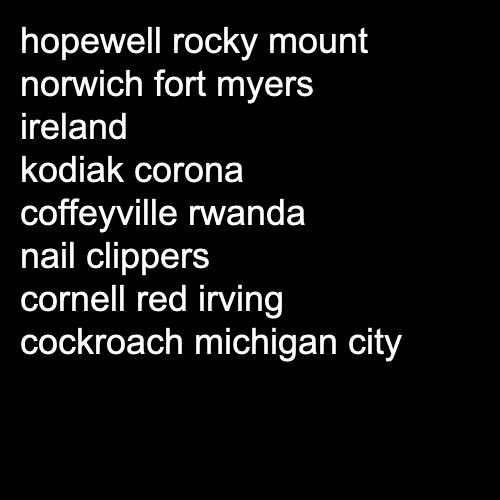 hopewell rocky mount
norwich fort myers
ireland
kodiak corona
coffeyville rwanda
nail clippers
cornell red irving
cockroach michigan city